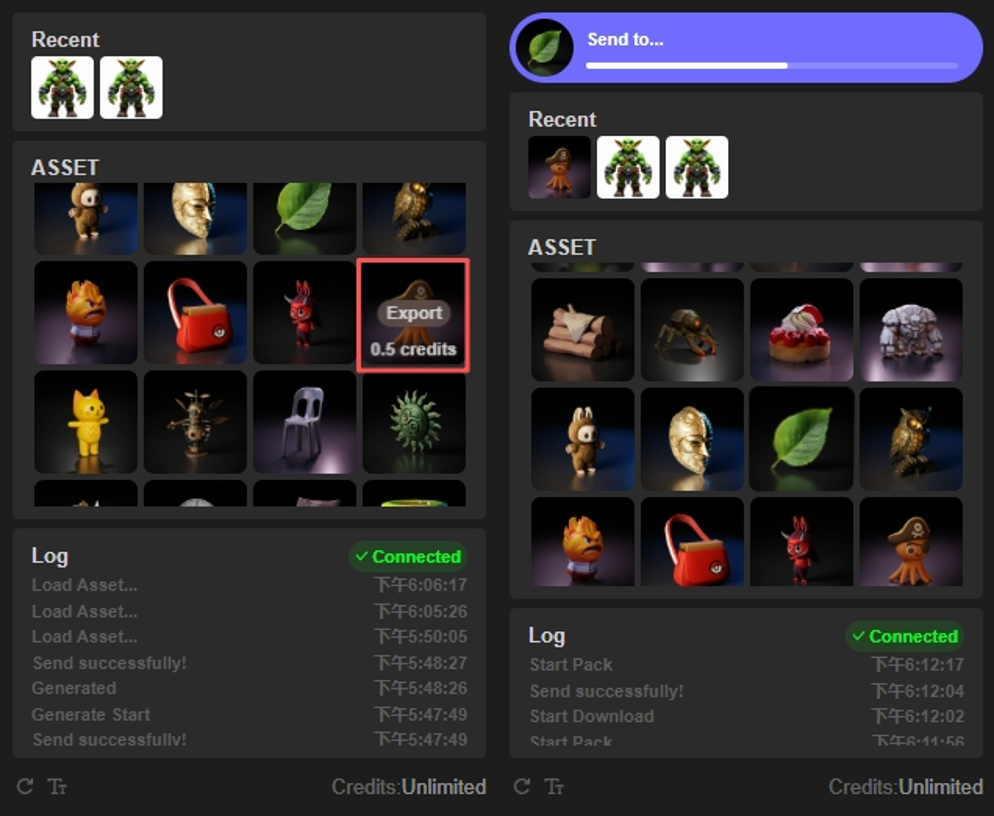 Recent
ASSET
Export
0.5 credits
Log
Connected
Load Asset... 下午6:06:17
Load Asset... 下午6:05:26
Load Asset... 下午5:50:05
Send successfully! 下午5:48:27
Generated 下午5:48:26
Generate Start 下午5:47:49
Send successfully! 下午5:47:49
Tт
Credits:Unlimited
Send to...
Recent
ASSET
Log
Connected
Start Pack 下午6:12:17
Send successfully! 下午6:12:04
Start Download 下午6:12:02
Start Pack 下午6:11:56
Tт
Credits:Unlimited